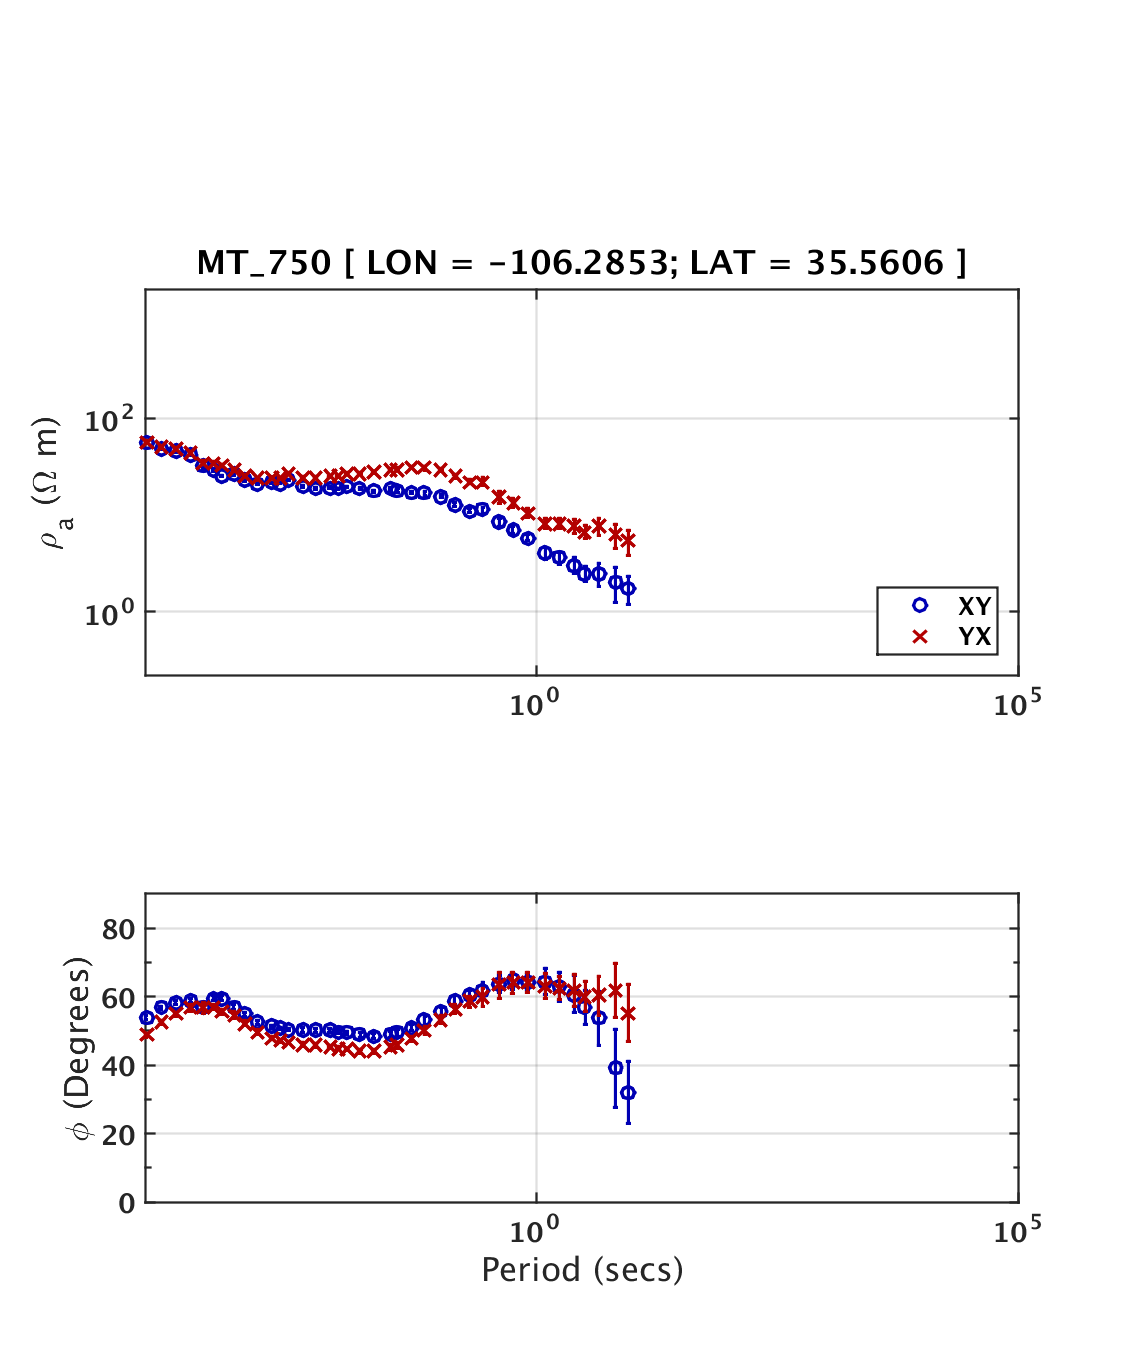 MT_750 [ LON = -106.2853; LAT = 35.5606 ]
ρa (Ω m)
10^2
10^0
XY
YX
10^0
10^5
ϕ (Degrees)
80
60
40
20
0
10^0
10^5
Period (secs)